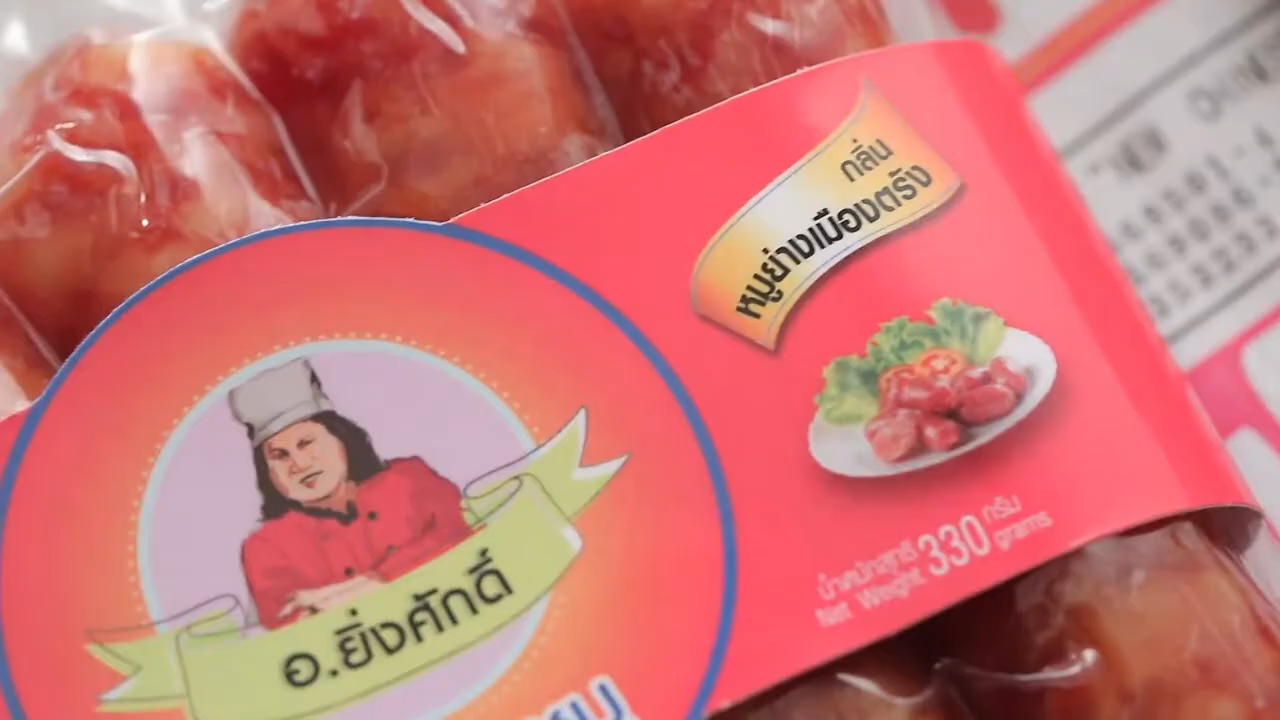 กลิ่น
หมูย่างเมืองตรัง
น้ำหนักสุทธิ 330 กรัม
Net Weight grams
อ.ยิ่งศักดิ์